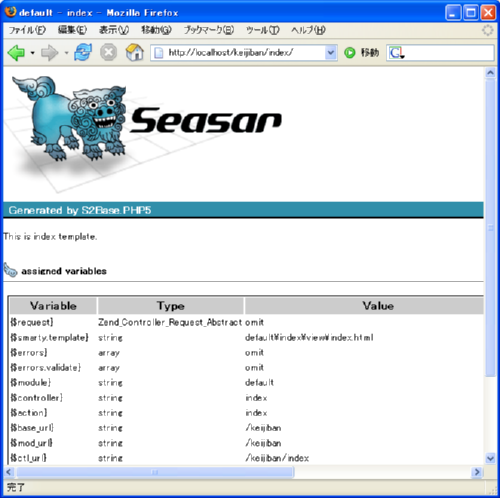 default - index - Mozilla Firefox
ファイル(F) 編集(E) 表示(V) 移動(G) ブックマーク(B) ツール(T) ヘルプ(H)
http://localhost/keijiban/index/ 移動
Seasar
Generated by S2Base.PHP5
This is index template.
assigned variables
Variable Type Value
{$request} Zend_Controller_Request_Abstract omit
{$smarty.template} string default¥index¥view¥index.html
{$errors} array omit
{$errors.validate} array omit
{$module} string default
{$controller} string index
{$action} string index
{$base_url} string /keijiban
{$mod_url} string /keijiban
{$ctl_url} string /keijiban/index
完了